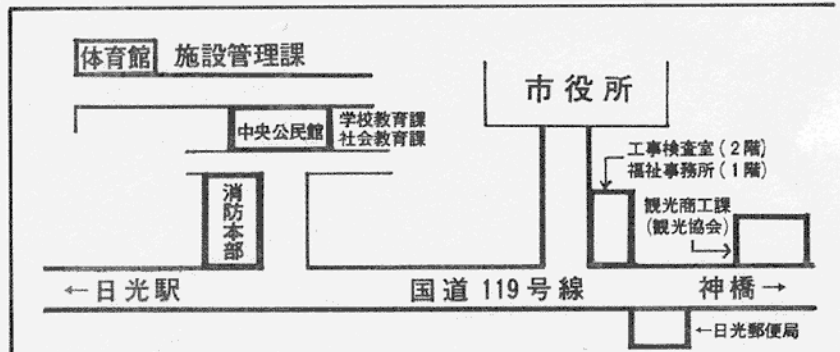 体育館 施設管理課
市役所
中央公民館
学校教育課
社会教育課
工事検査室(2階)
福祉事務所(1階)
消防本部
観光商工課
(観光協会)
←日光駅 国道 119号線 神橋→
←日光郵便局